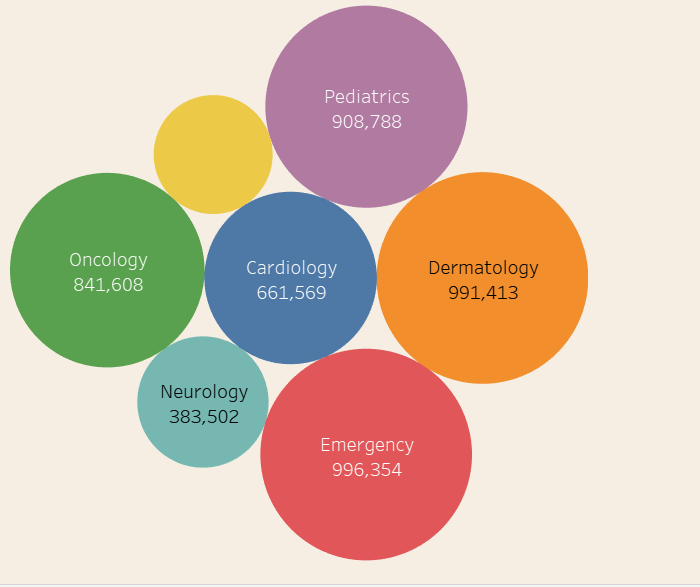 Pediatrics
908,788
Oncology
841,608
Cardiology
661,569
Dermatology
991,413
Neurology
383,502
Emergency
996,354